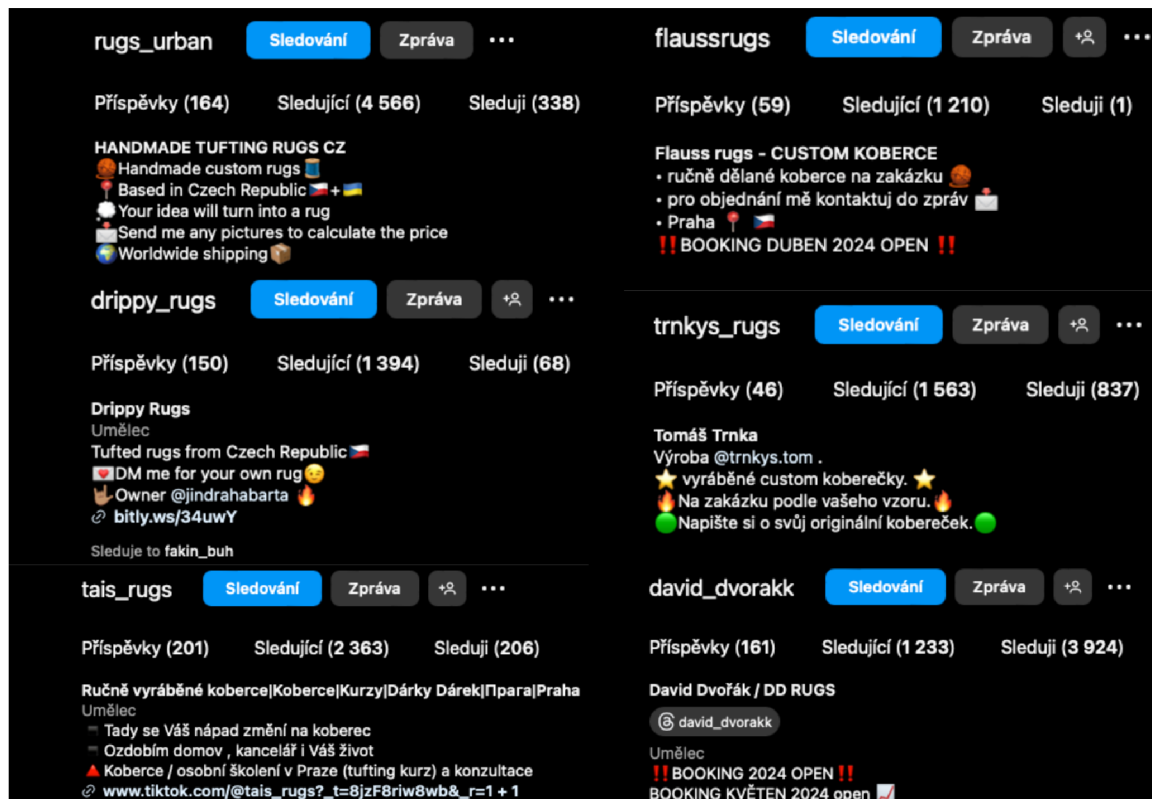 rugs_urban Sledování Zpráva ...
Příspěvky (164) Sledující (4 566) Sleduji (338)
HANDMADE TUFTING RUGS CZ
🧶Handmade custom rugs🧵
📍Based in Czech Republic🇨🇿+🇺🇦
💭Your idea will turn into a rug
📩Send me any pictures to calculate the price
🌍Worldwide shipping📦
flaussrugs Sledování Zpráva ...
Příspěvky (59) Sledující (1 210) Sleduji (1)
Flauss rugs - CUSTOM KOBERCE
• ručně dělané koberce na zakázku 🧶
• pro objednání mě kontaktuj do zpráv 📩
• Praha 📍 🇨🇿
‼️BOOKING DUBEN 2024 OPEN ‼️
drippy_rugs Sledování Zpráva ...
Příspěvky (150) Sledující (1 394) Sleduji (68)
Drippy Rugs
Umělec
Tufted rugs from Czech Republic🇨🇿
💌DM me for your own rug😉
🤟🏽Owner @jindrahabarta 🔥
bitly.ws/34uwY
Sleduje to fakin_buh
trnkys_rugs Sledování Zpráva ...
Příspěvky (46) Sledující (1 563) Sleduji (837)
Tomáš Trnka
Výroba @trnkys.tom .
⭐ vyráběné custom koberečky. ⭐
🔥Na zakázku podle vašeho vzoru.🔥
🟢Napište si o svůj originální kobereček.🟢
tais_rugs Sledování Zpráva ...
Příspěvky (201) Sledující (2 363) Sleduji (206)
Ručně vyráběné koberce|Koberce|Kurzy|Dárky Dárek|Прага|Praha
Umělec
▪️Tady se Váš nápad změní na koberec
▪️Ozdobím domov , kancelář i Váš život
🔺Koberce / osobní školení v Praze (tufting kurz) a konzultace
www.tiktok.com/@tais_rugs?_t=8jzF8riw8wb&_r=1 + 1
david_dvorakk Sledování Zpráva ...
Příspěvky (161) Sledující (1 233) Sleduji (3 924)
David Dvořák / DD RUGS
david_dvorakk
Umělec
‼️BOOKING 2024 OPEN‼️
BOOKING KVĚTEN 2024 open 📈